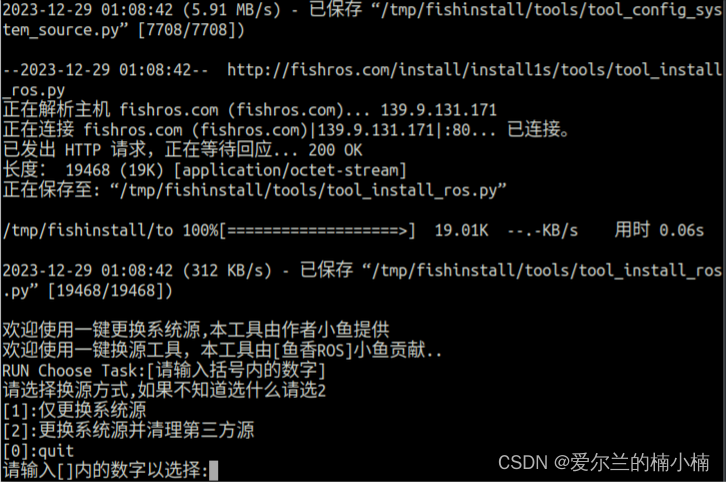 2023-12-29 01:08:42 (5.91 MB/s) - 已保存 “/tmp/fishinstall/tools/tool_config_sys
tem_source.py” [7708/7708])
--2023-12-29 01:08:42--  http://fishros.com/install/install1s/tools/tool_install
_ros.py
正在解析主机 fishros.com (fishros.com)... 139.9.131.171
正在连接 fishros.com (fishros.com)|139.9.131.171|:80... 已连接。
已发出 HTTP 请求，正在等待回应... 200 OK
长度： 19468 (19K) [application/octet-stream]
正在保存至: “/tmp/fishinstall/tools/tool_install_ros.py”
/tmp/fishinstall/to 100%[===================>]  19.01K  --.-KB/s    用时 0.06s
2023-12-29 01:08:42 (312 KB/s) - 已保存 “/tmp/fishinstall/tools/tool_install_ros
.py” [19468/19468])
欢迎使用一键更换系统源,本工具由作者小鱼提供
欢迎使用一键换源工具，本工具由[鱼香ROS]小鱼贡献..
RUN Choose Task:[请输入括号内的数字]
请选择换源方式,如果不知道选什么请选2
[1]:仅更换系统源
[2]:更换系统源并清理第三方源
[0]:quit
请输入[]内的数字以选择:
CSDN @爱尔兰的楠小楠